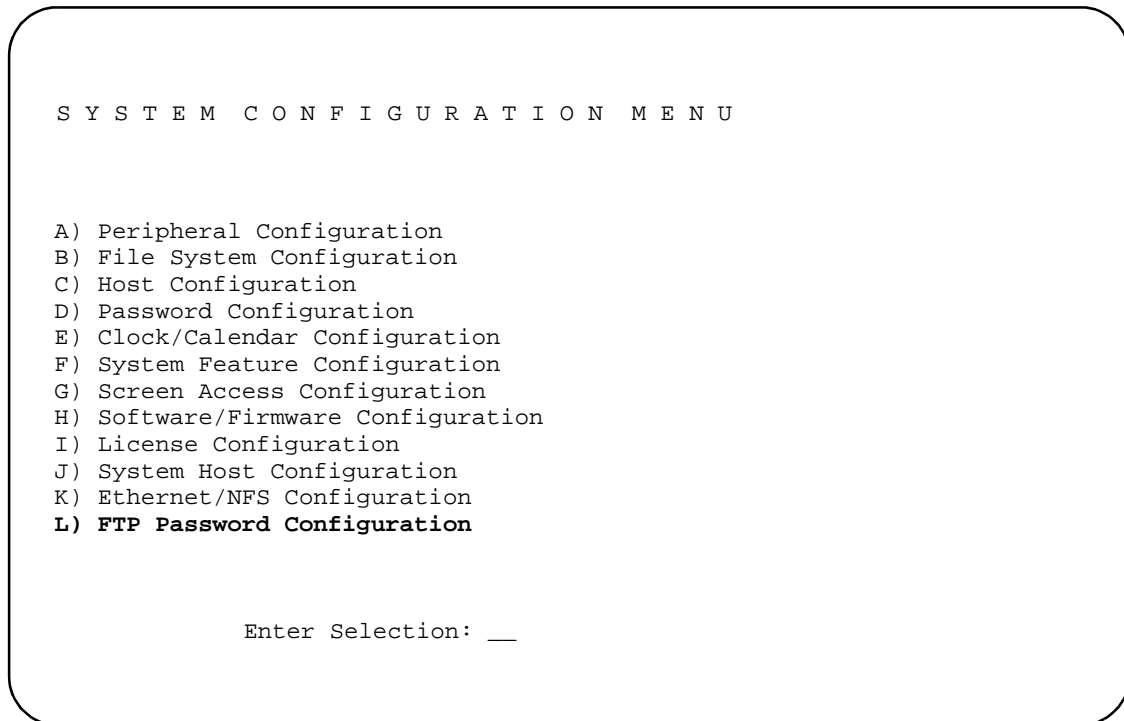 S Y S T E M  C O N F I G U R A T I O N  M E N U
A) Peripheral Configuration
B) File System Configuration
C) Host Configuration
D) Password Configuration
E) Clock/Calendar Configuration
F) System Feature Configuration
G) Screen Access Configuration
H) Software/Firmware Configuration
I) License Configuration
J) System Host Configuration
K) Ethernet/NFS Configuration
L) FTP Password Configuration
Enter Selection: __